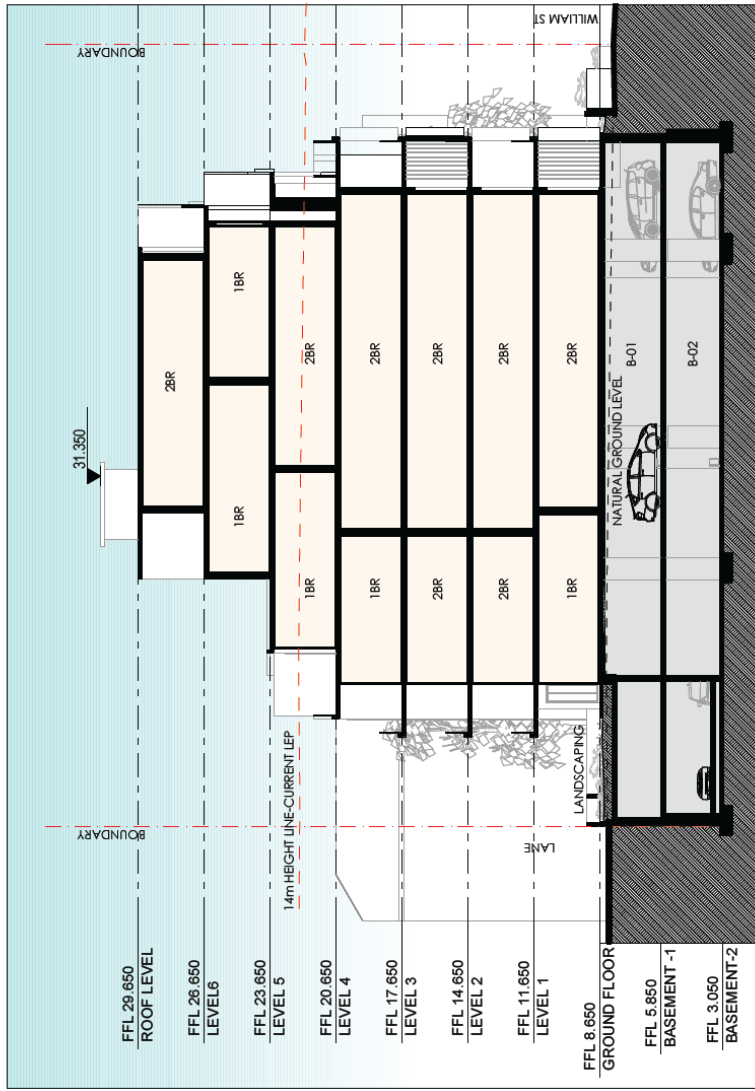 31.350
BOUNDARY
BOUNDARY
WILLIAM ST
14m HEIGHT LINE-CURRENT LEP
FFL 29.650
ROOF LEVEL
2BR
FFL 26.650
LEVEL6
1BR
1BR
FFL 23.650
LEVEL 5
1BR
2BR
FFL 20.650
LEVEL 4
1BR
2BR
FFL 17.650
LEVEL 3
2BR
2BR
FFL 14.650
LEVEL 2
2BR
2BR
FFL 11.650
LEVEL 1
LANE
LANDSCAPING
1BR
2BR
FFL 8.650
GROUND FLOOR
NATURAL GROUND LEVEL
B-01
FFL 5.850
BASEMENT -1
B-02
FFL 3.050
BASEMENT-2